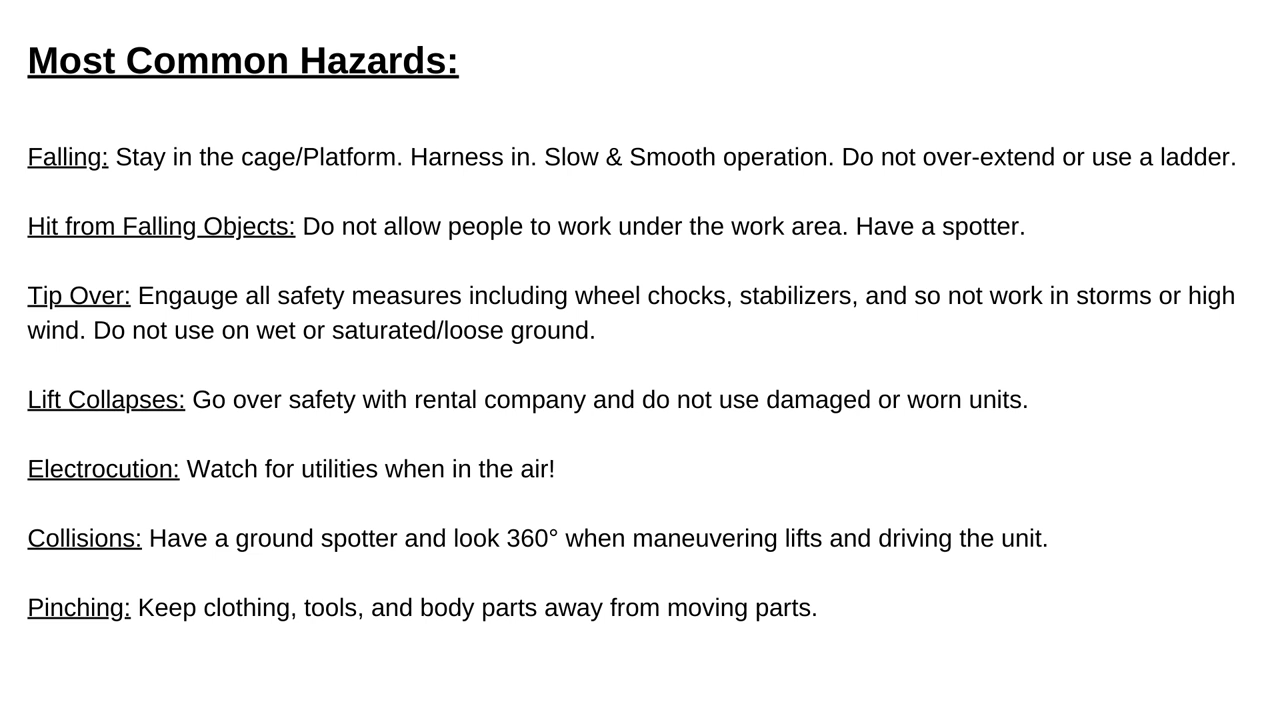 Most Common Hazards:
Falling: Stay in the cage/Platform. Harness in. Slow & Smooth operation. Do not over-extend or use a ladder.
Hit from Falling Objects: Do not allow people to work under the work area. Have a spotter.
Tip Over: Engauge all safety measures including wheel chocks, stabilizers, and so not work in storms or high
wind. Do not use on wet or saturated/loose ground.
Lift Collapses: Go over safety with rental company and do not use damaged or worn units.
Electrocution: Watch for utilities when in the air!
Collisions: Have a ground spotter and look 360° when maneuvering lifts and driving the unit.
Pinching: Keep clothing, tools, and body parts away from moving parts.